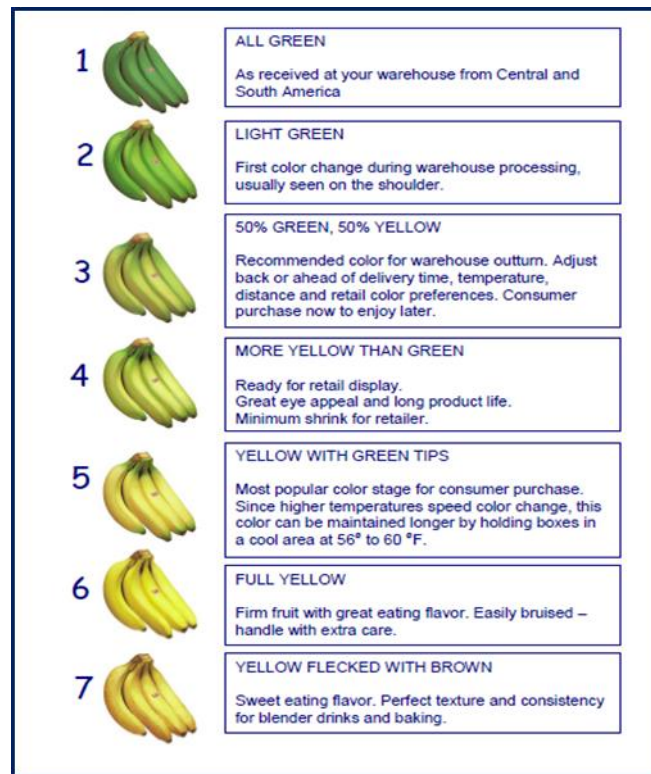 1
ALL GREEN
As received at your warehouse from Central and
South America
2
LIGHT GREEN
First color change during warehouse processing,
usually seen on the shoulder.
3
50% GREEN, 50% YELLOW
Recommended color for warehouse outturn. Adjust
back or ahead of delivery time, temperature,
distance and retail color preferences. Consumer
purchase now to enjoy later.
4
MORE YELLOW THAN GREEN
Ready for retail display.
Great eye appeal and long product life.
Minimum shrink for retailer.
5
YELLOW WITH GREEN TIPS
Most popular color stage for consumer purchase.
Since higher temperatures speed color change, this
color can be maintained longer by holding boxes in
a cool area at 56° to 60 °F.
6
FULL YELLOW
Firm fruit with great eating flavor. Easily bruised –
handle with extra care.
7
YELLOW FLECKED WITH BROWN
Sweet eating flavor. Perfect texture and consistency
for blender drinks and baking.